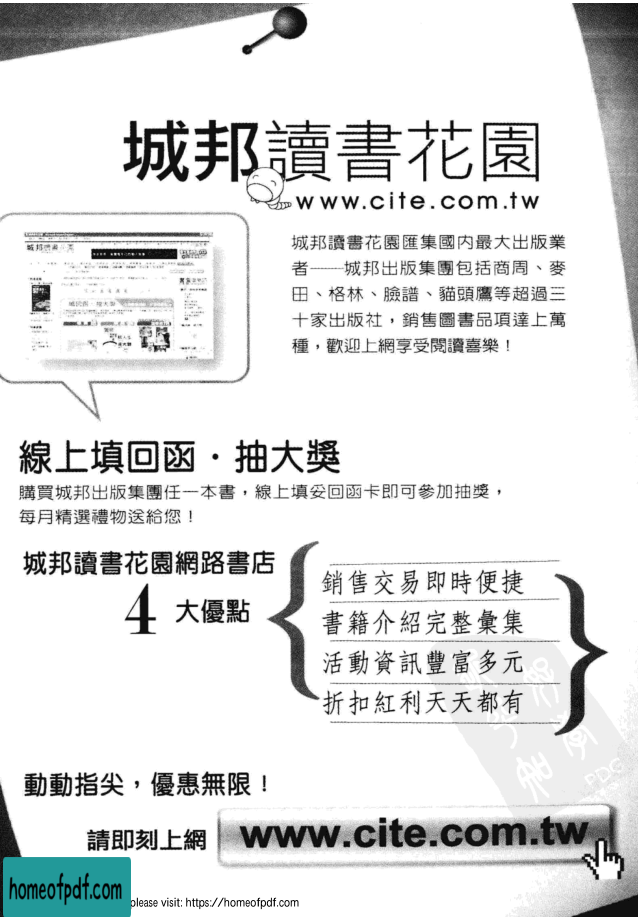 城邦讀書花園
www.cite.com.tw
城邦讀書花園匯集國內最大出版業
者——城邦出版集團包括商周、麥
田、格林、臉譜、貓頭鷹等超過三
十家出版社，銷售圖書品項達上萬
種，歡迎上網享受閱讀喜樂！
線上填回函・抽大獎
購買城邦出版集團任一本書，線上填妥回函卡即可參加抽獎，
每月精選禮物送給您！
城邦讀書花園網路書店
4 大優點
銷售交易即時便捷
書籍介紹完整彙集
活動資訊豐富多元
折扣紅利天天都有
動動指尖，優惠無限！
請即刻上網 www.cite.com.tw
PDG
homeofpdf.com
please visit: https://homeofpdf.com